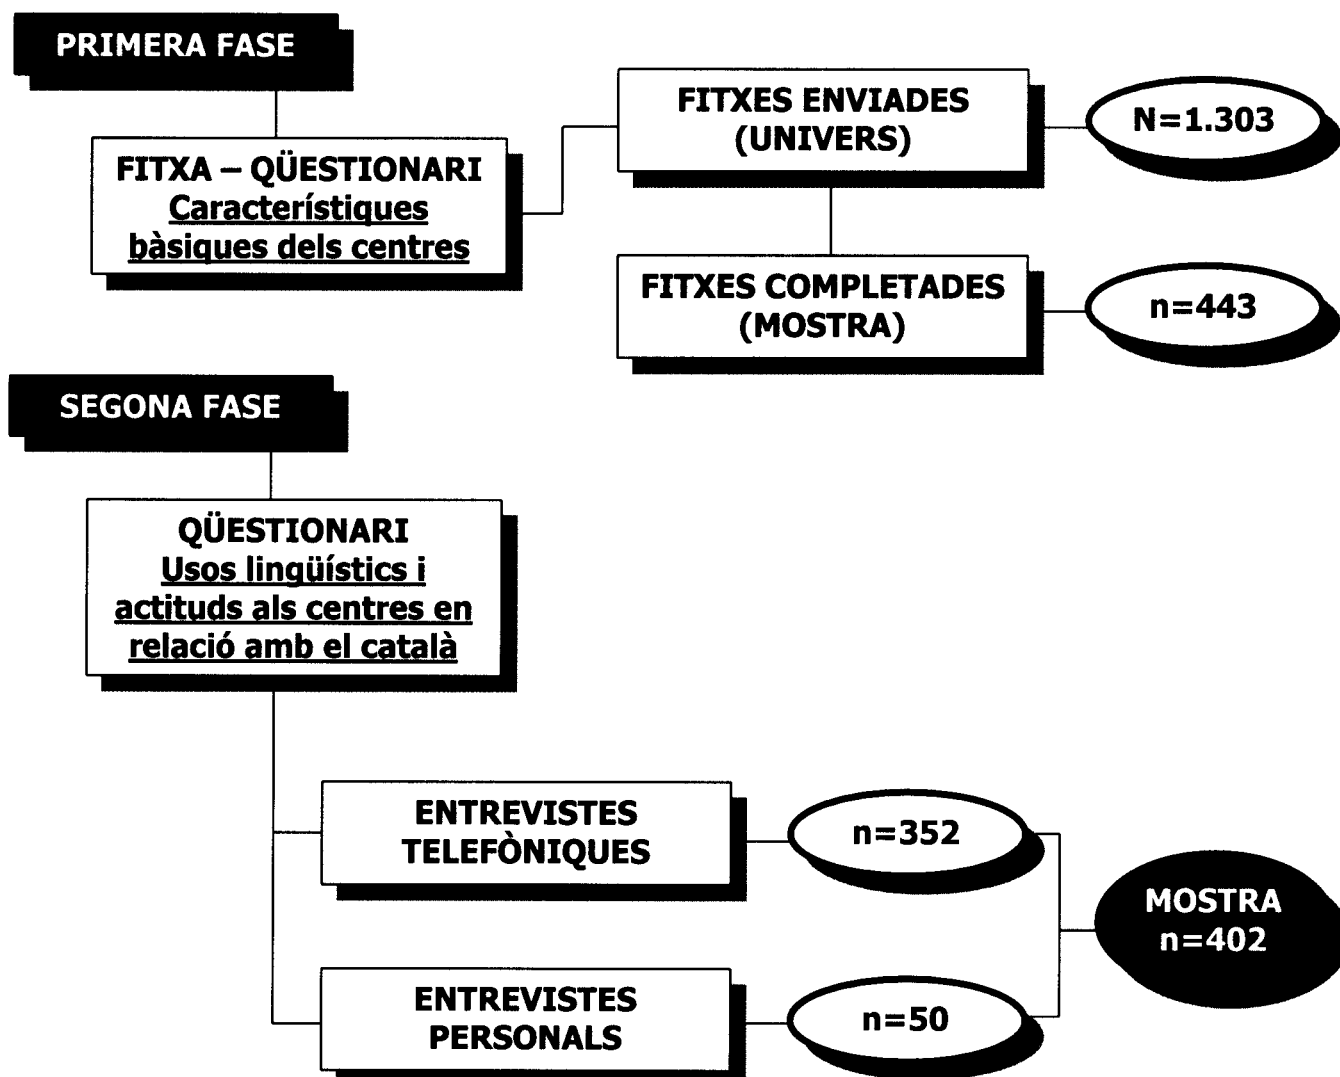 PRIMERA FASE
FITXA – QÜESTIONARI
Característiques
bàsiques dels centres
FITXES ENVIADES
(UNIVERS)
N=1.303
FITXES COMPLETADES
(MOSTRA)
n=443
SEGONA FASE
QÜESTIONARI
Usos lingüístics i
actituds als centres en
relació amb el català
ENTREVISTES
TELEFÒNIQUES
n=352
ENTREVISTES
PERSONALS
n=50
MOSTRA
n=402